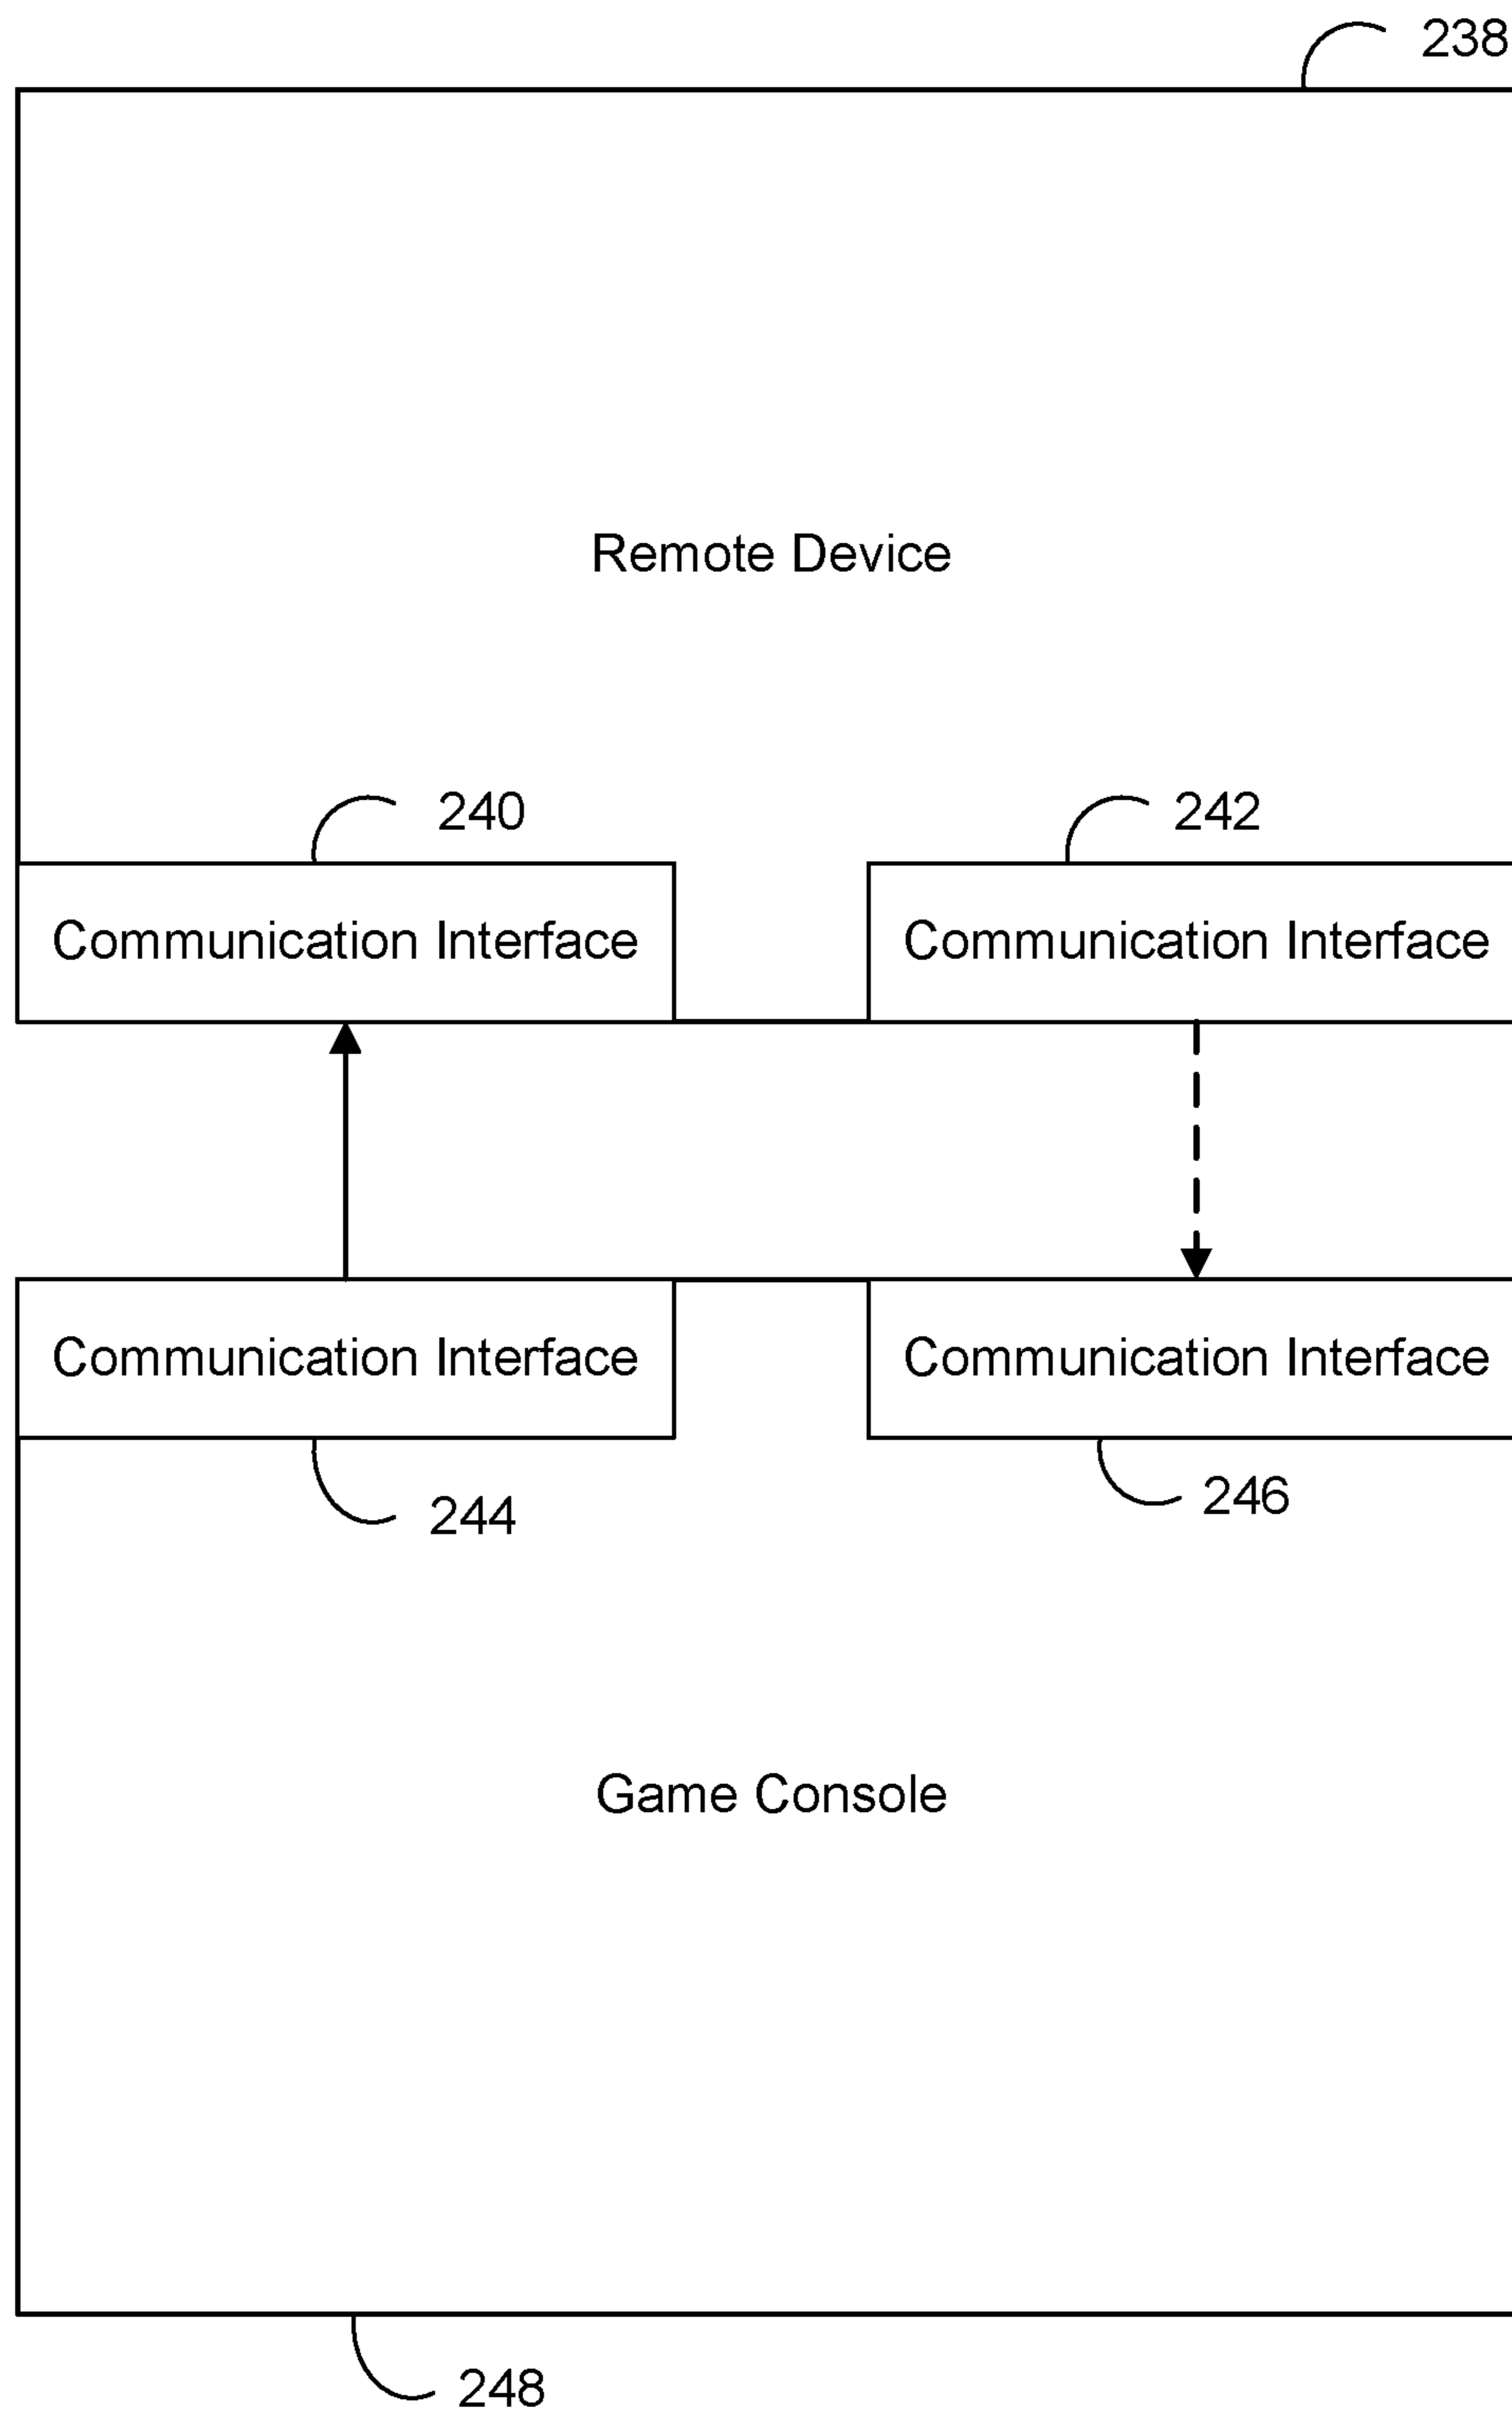 238
Remote Device
240
242
Communication Interface
Communication Interface
Communication Interface
Communication Interface
244
246
Game Console
248